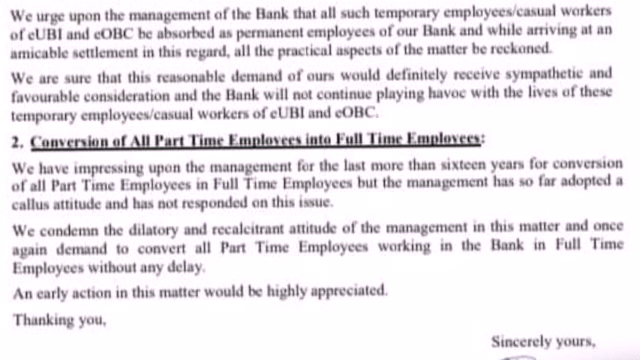 We urge upon the management of the Bank that all such temporary employees/casual workers
of eUBI and eOBC be absorbed as permanent employees of our Bank and while arriving at an
amicable settlement in this regard, all the practical aspects of the matter be reckoned.
We are sure that this reasonable demand of ours would definitely receive sympathetic and
favourable consideration and the Bank will not continue playing havoc with the lives of these
temporary employees/casual workers of eUBI and eOBC.
2. Conversion of All Part Time Employees into Full Time Employees:
We have impressing upon the management for the last more than sixteen years for conversion
of all Part Time Employees in Full Time Employees but the management has so far adopted a
callus attitude and has not responded on this issue.
We condemn the dilatory and recalcitrant attitude of the management in this matter and once
again demand to convert all Part Time Employees working in the Bank in Full Time
Employees without any delay.
An early action in this matter would be highly appreciated.
Thanking you,
Sincerely yours,